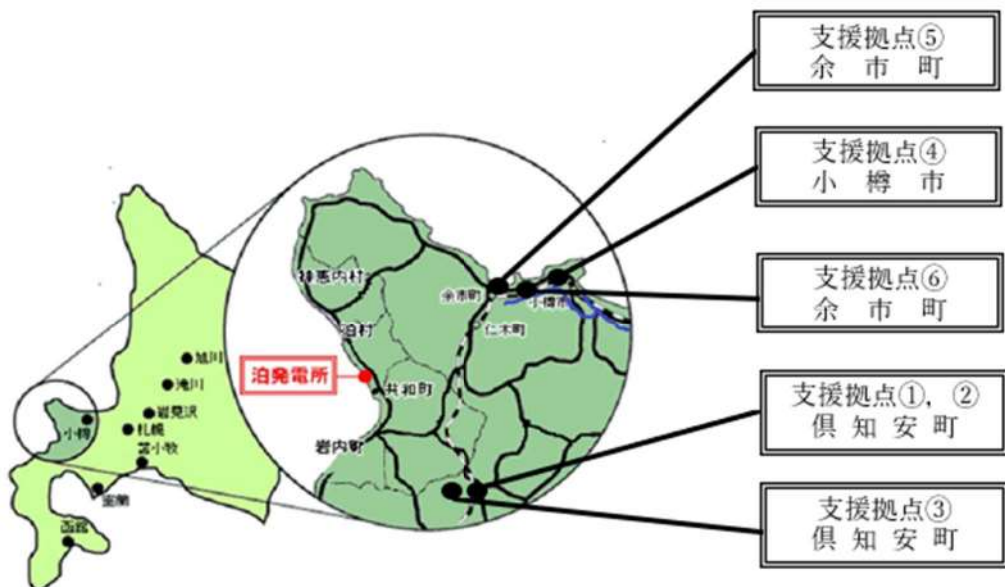 支援拠点⑤
余市町
支援拠点④
小樽市
支援拠点⑥
余市町
支援拠点①，②
倶知安町
支援拠点③
倶知安町
神恵内村
泊村
泊発電所
共和町
岩内町
余市町
小樽市
仁木町
旭川
滝川
岩見沢
札幌
小樽
苫小牧
室蘭
函館